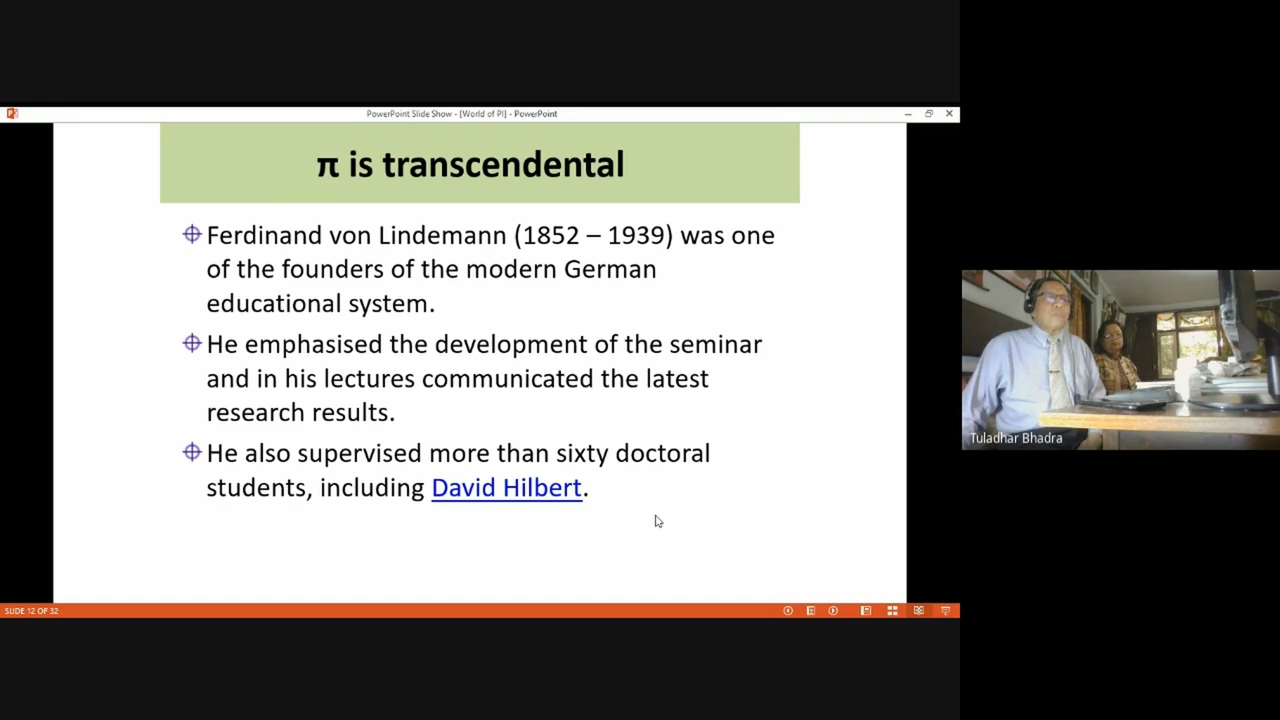 PowerPoint Slide Show - [World of PI] - PowerPoint
π is transcendental
Ferdinand von Lindemann (1852 – 1939) was one
of the founders of the modern German
educational system.
He emphasised the development of the seminar
and in his lectures communicated the latest
research results.
He also supervised more than sixty doctoral
students, including David Hilbert.
Tuladhar Bhadra
SLIDE 12 OF 32